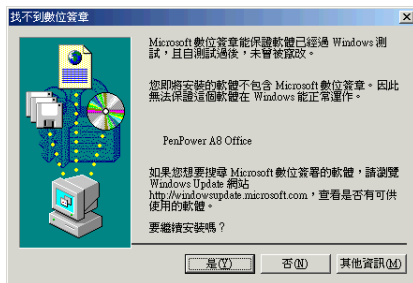 找不到數位簽章
Microsoft 數位簽章能保證軟體已經過 Windows 測
試，且自測試過後，未曾被竄改。
您即將安裝的軟體不包含 Microsoft 數位簽章。因此
無法保證這個軟體在 Windows 能正常運作。
PenPower A8 Office
如果您想要搜尋 Microsoft 數位簽署的軟體，請瀏覽
Windows Update 網站
http://windowsupdate.microsoft.com，查看是否有可供
使用的軟體。
要繼續安裝嗎？
是(Y)
否(N)
其他資訊(M)